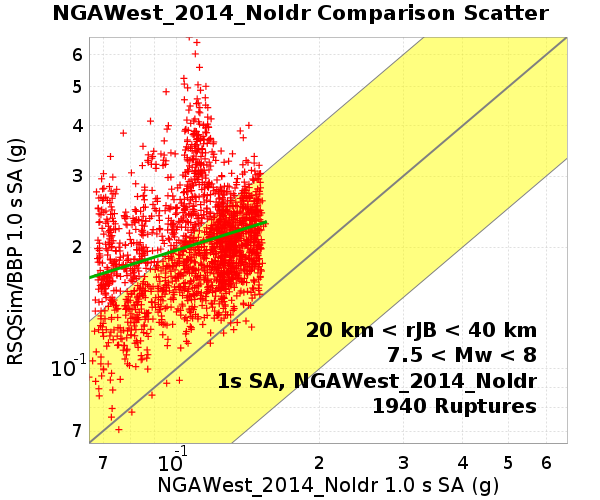 NGAWest_2014_NoIdr Comparison Scatter
RSQSim/BBP 1.0 s SA (g)
6
5
4
3
2
10^-1
7
20 km < rJB < 40 km
7.5 < Mw < 8
1s SA, NGAWest_2014_NoIdr
1940 Ruptures
7 10^-1 2 3 4 5 6
NGAWest_2014_NoIdr 1.0 s SA (g)